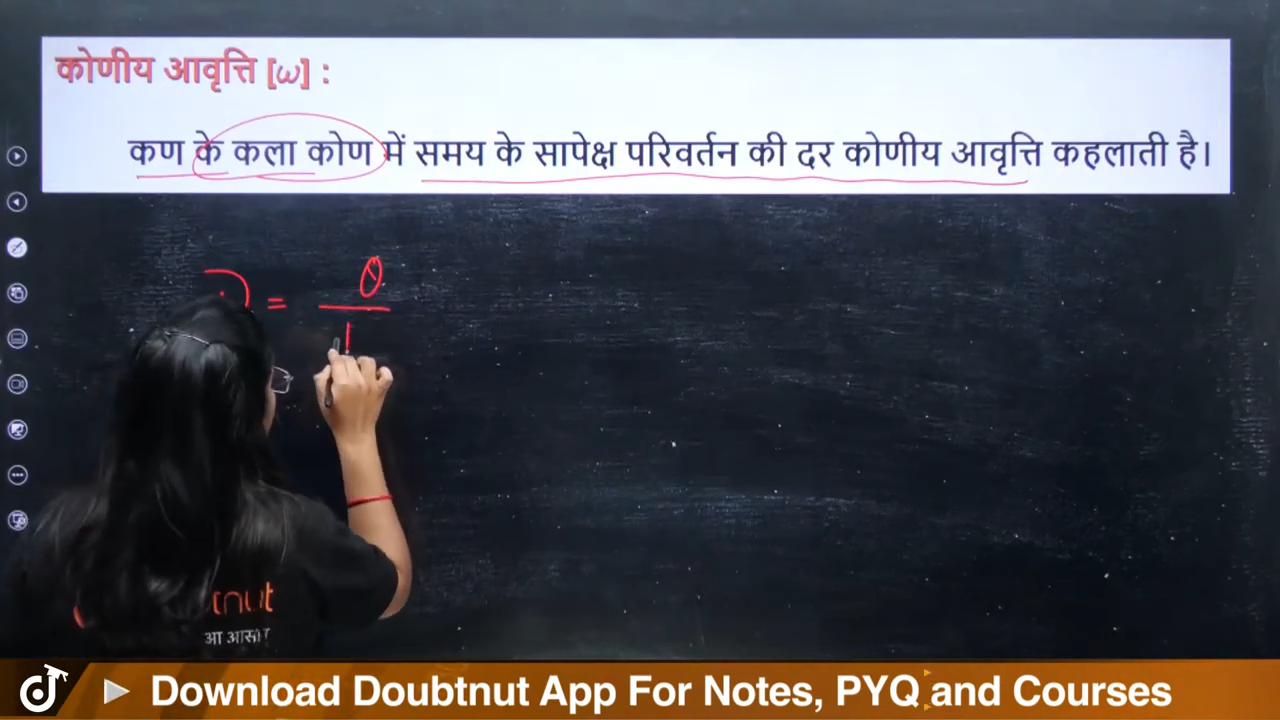 कोणीय आवृत्ति [ω] :
कण के कला कोण में समय के सापेक्ष परिवर्तन की दर कोणीय आवृत्ति कहलाती है।
= θ
Download Doubtnut App For Notes, PYQ and Courses